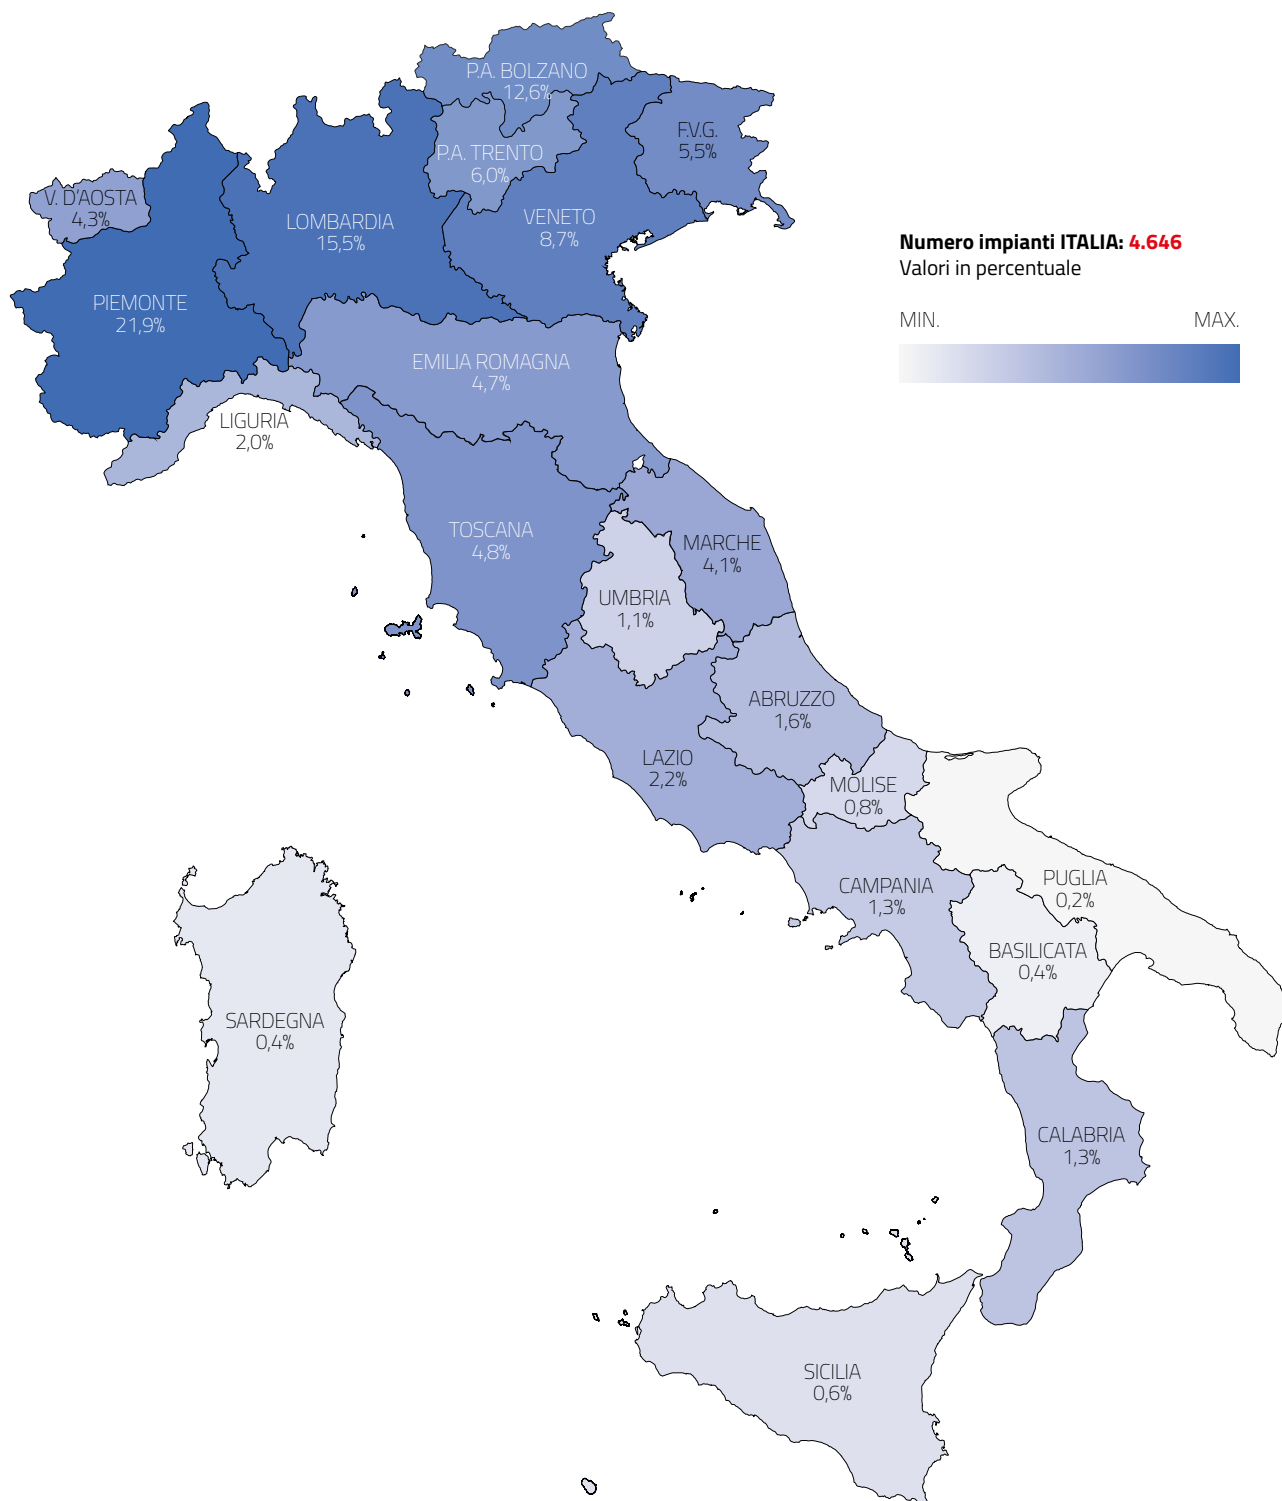 P.A. BOLZANO
12,6%
F.V.G.
5,5%
P.A. TRENTO
6,0%
V. D'AOSTA
4,3%
LOMBARDIA
15,5%
VENETO
8,7%
Numero impianti ITALIA: 4.646
Valori in percentuale
MIN. MAX.
PIEMONTE
21,9%
EMILIA ROMAGNA
4,7%
LIGURIA
2,0%
TOSCANA
4,8%
MARCHE
4,1%
UMBRIA
1,1%
ABRUZZO
1,6%
LAZIO
2,2%
MOLISE
0,8%
CAMPANIA
1,3%
PUGLIA
0,2%
BASILICATA
0,4%
SARDEGNA
0,4%
CALABRIA
1,3%
SICILIA
0,6%